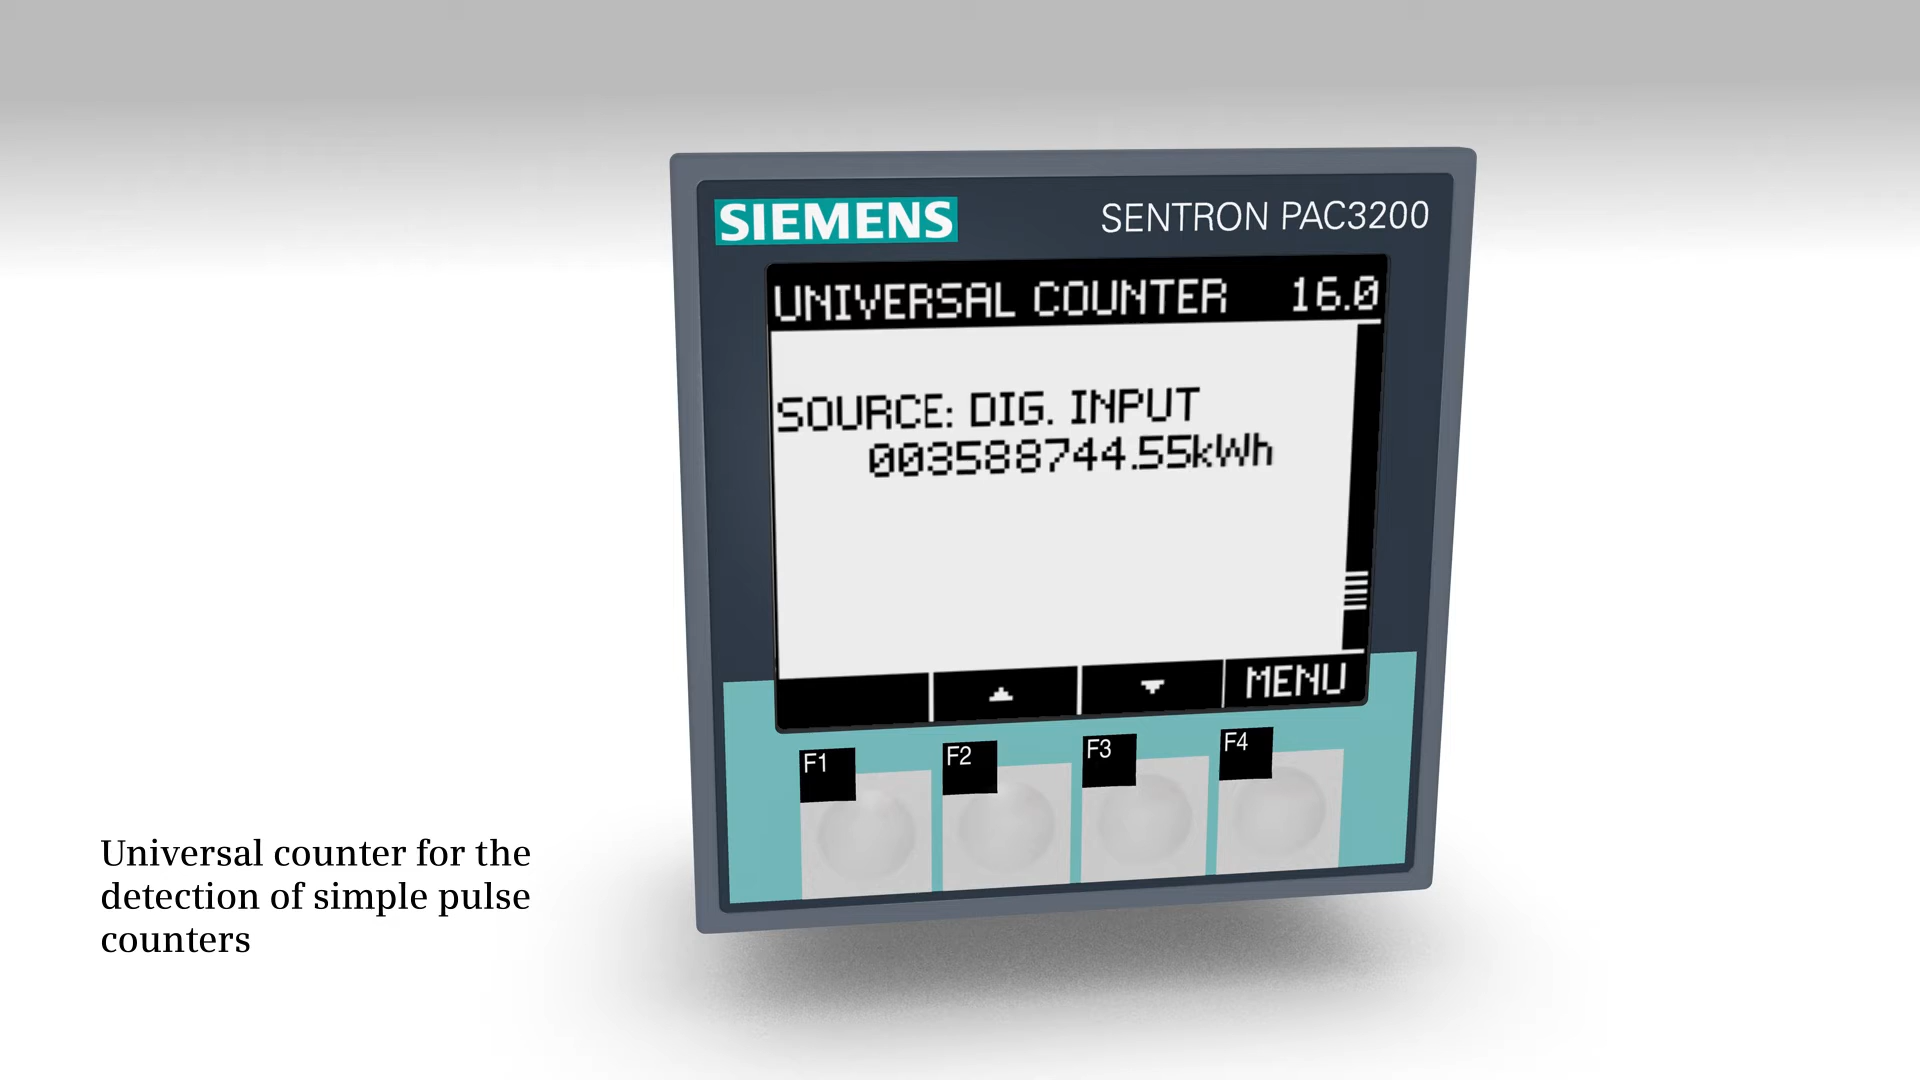 SIEMENS
SENTRON PAC3200
UNIVERSAL COUNTER 16.0
SOURCE: DIG. INPUT
003588744.55kWh
MENU
F1 F2 F3 F4
Universal counter for the
detection of simple pulse
counters